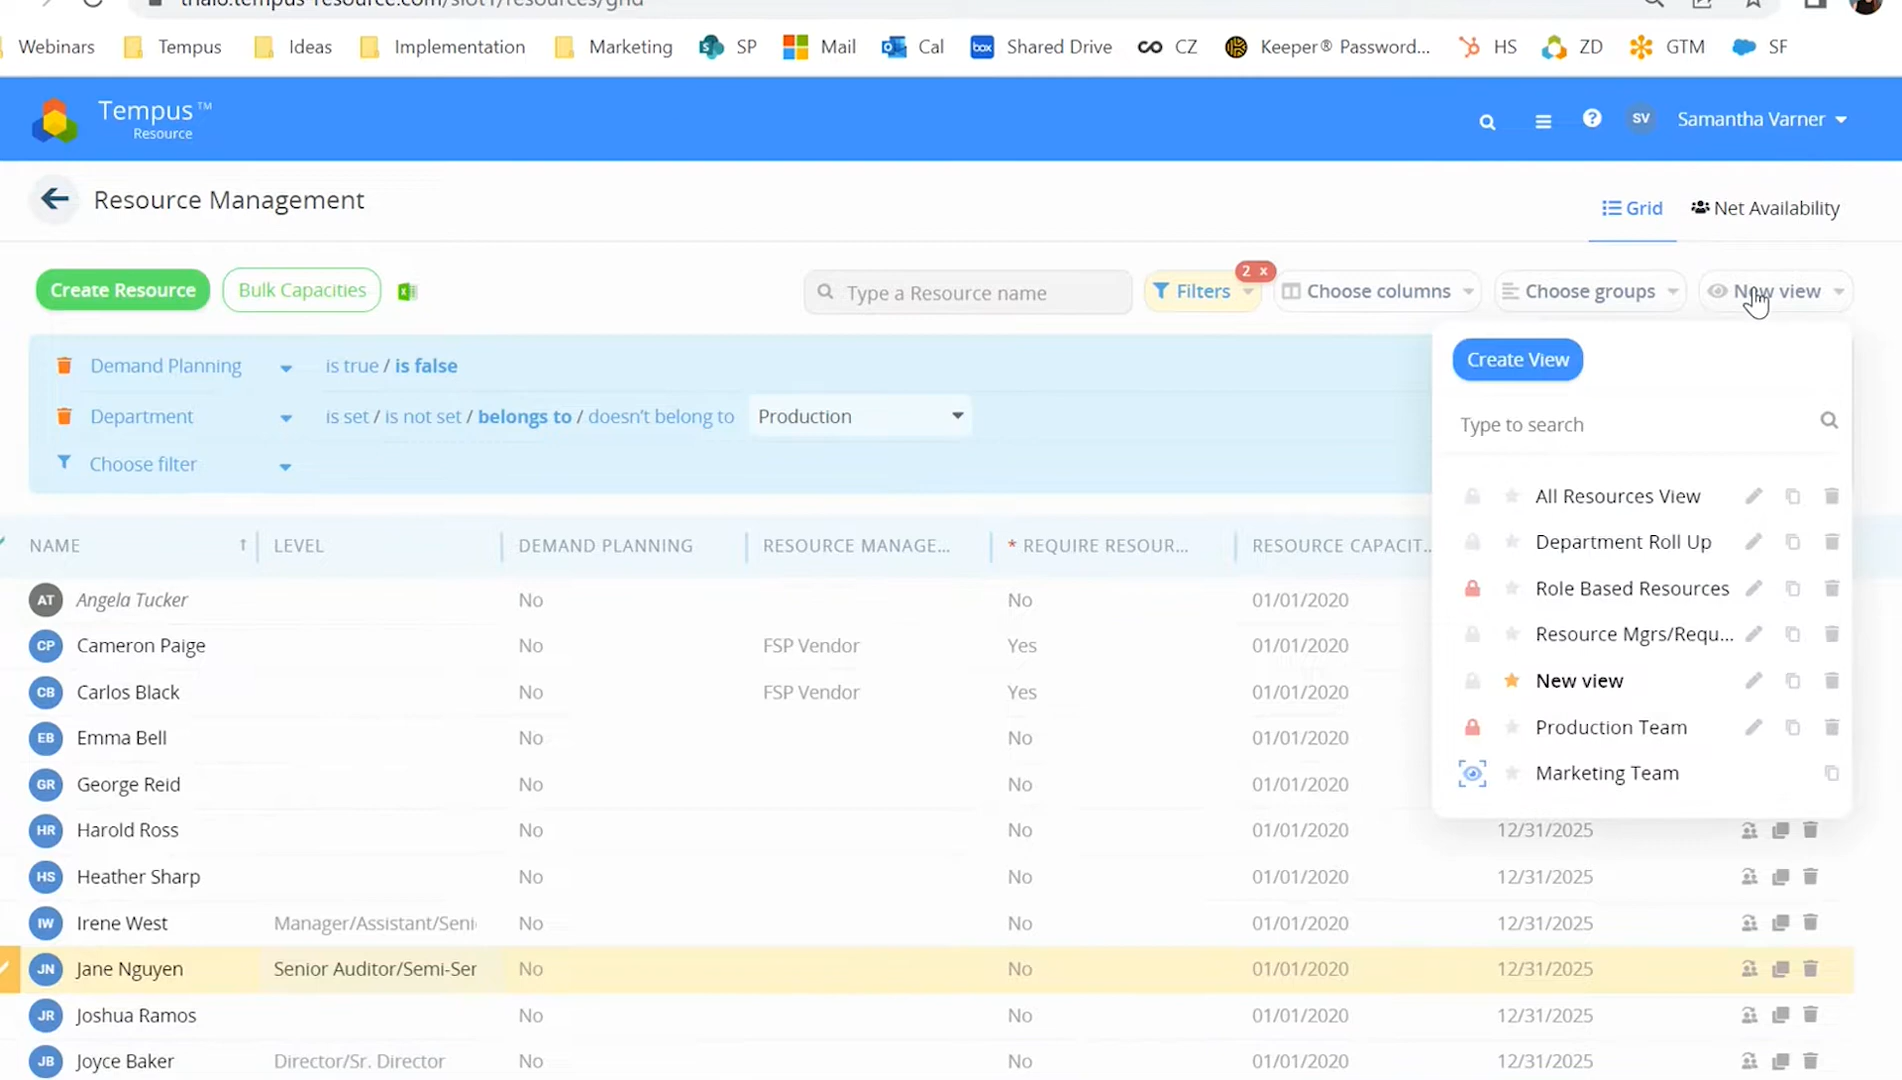 thalo.tempus-resource.com/slot1/resources/grid
Webinars Tempus Ideas Implementation Marketing SP Mail Cal box Shared Drive CZ Keeper® Password... HS ZD GTM SF
Tempus™
Resource
SV Samantha Varner
Resource Management
Grid Net Availability
Create Resource Bulk Capacities Type a Resource name Filters 2 x Choose columns Choose groups New view
Demand Planning is true / is false
Department is set / is not set / belongs to / doesn't belong to Production
Choose filter
Create View
Type to search
All Resources View
Department Roll Up
Role Based Resources
Resource Mgrs/Requ...
New view
Production Team
Marketing Team
NAME LEVEL DEMAND PLANNING RESOURCE MANAGE... * REQUIRE RESOUR... RESOURCE CAPACIT...
AT Angela Tucker No No 01/01/2020
CP Cameron Paige No FSP Vendor Yes 01/01/2020
CB Carlos Black No FSP Vendor Yes 01/01/2020
EB Emma Bell No No 01/01/2020
GR George Reid No No 01/01/2020
HR Harold Ross No No 01/01/2020 12/31/2025
HS Heather Sharp No No 01/01/2020 12/31/2025
IW Irene West Manager/Assistant/Seni No No 01/01/2020 12/31/2025
JN Jane Nguyen Senior Auditor/Semi-Ser No No 01/01/2020 12/31/2025
JR Joshua Ramos No No 01/01/2020 12/31/2025
JB Joyce Baker Director/Sr. Director No No 01/01/2020 12/31/2025